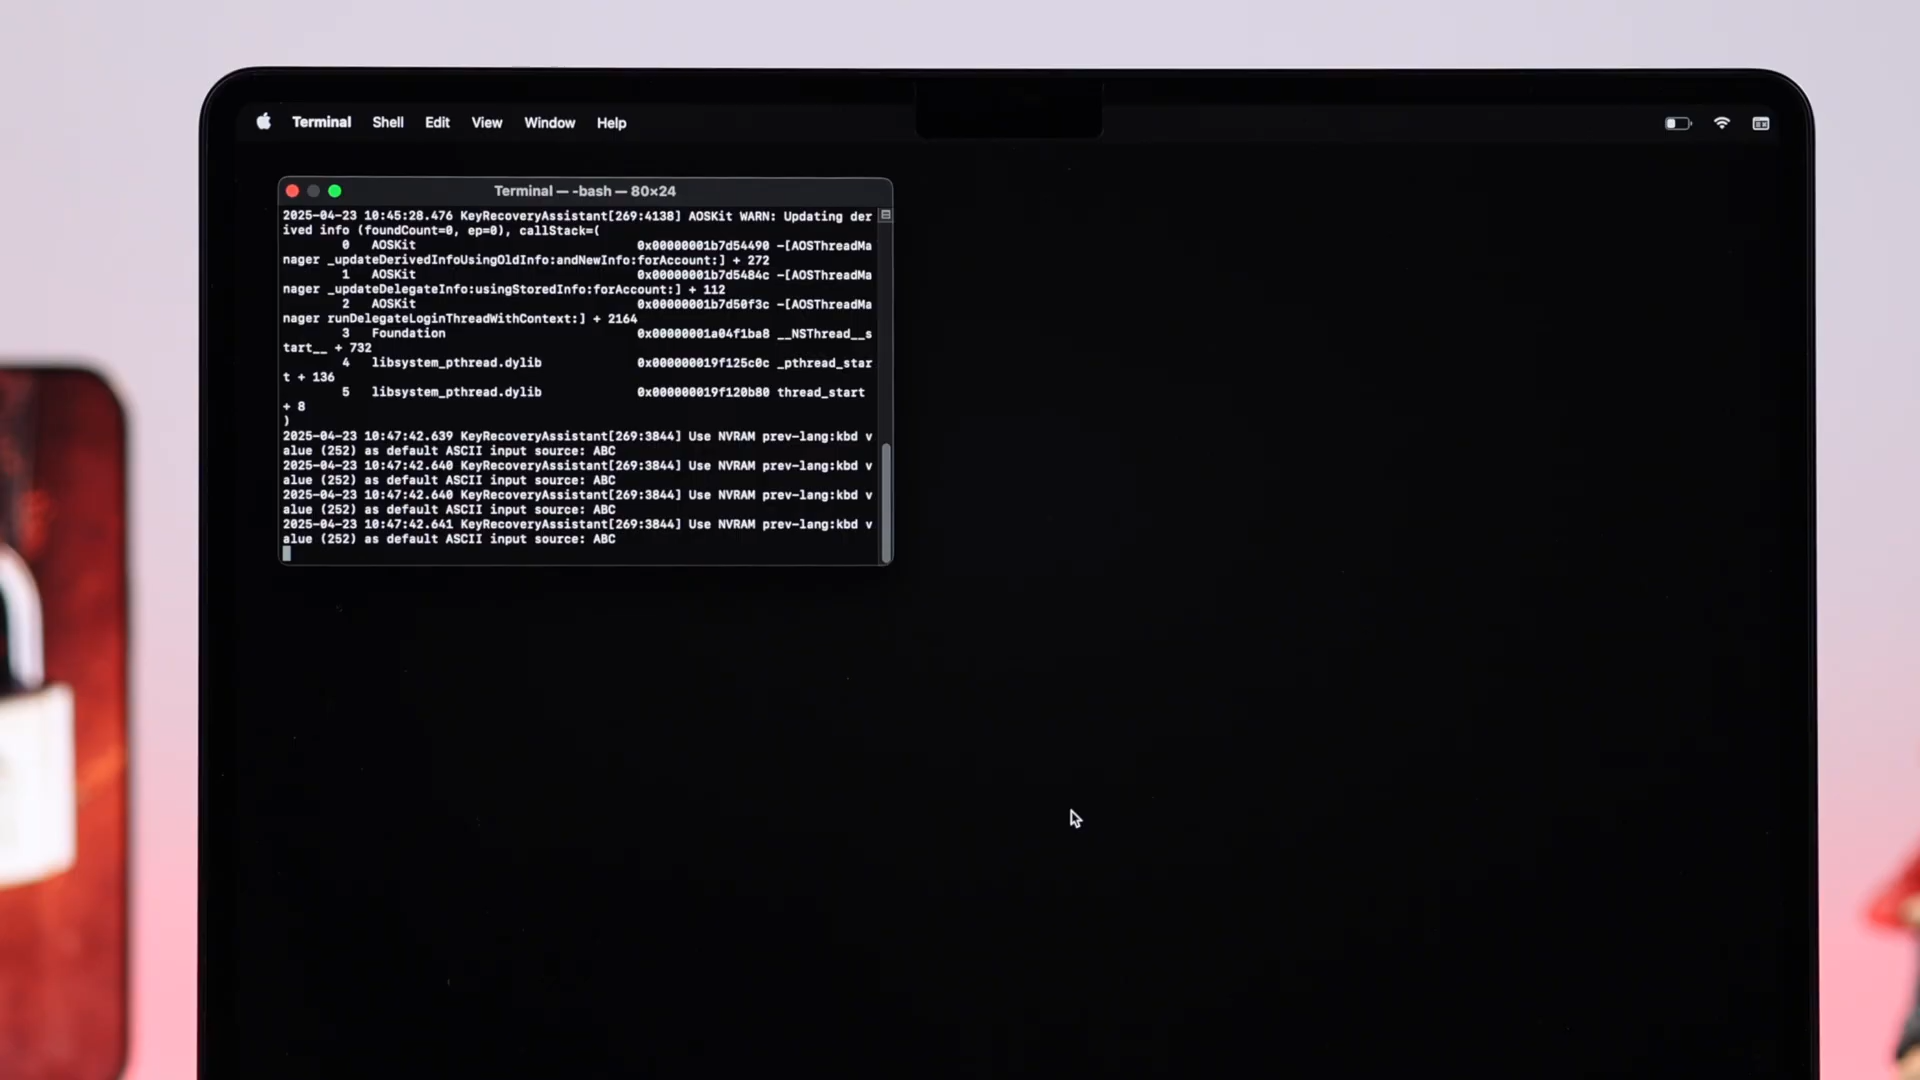 Terminal Shell Edit View Window Help
Terminal — -bash — 80×24
2025-04-23 10:45:28.476 KeyRecoveryAssistant[269:4138] AOSKit WARN: Updating der
ived info (foundCount=0, ep=0), callStack=(
0 AOSKit 0x00000001b7d54490 -[AOSThreadMa
nager _updateDerivedInfoUsingOldInfo:andNewInfo:forAccount:] + 272
1 AOSKit 0x00000001b7d5484c -[AOSThreadMa
nager _updateDelegateInfo:usingStoredInfo:forAccount:] + 112
2 AOSKit 0x00000001b7d50f3c -[AOSThreadMa
nager runDelegateLoginThreadWithContext:] + 2164
3 Foundation 0x00000001a04f1ba8 __NSThread__s
tart__ + 732
4 libsystem_pthread.dylib 0x000000019f125c0c _pthread_star
t + 136
5 libsystem_pthread.dylib 0x000000019f120b80 thread_start
+ 8
)
2025-04-23 10:47:42.639 KeyRecoveryAssistant[269:3844] Use NVRAM prev-lang:kbd v
alue (252) as default ASCII input source: ABC
2025-04-23 10:47:42.640 KeyRecoveryAssistant[269:3844] Use NVRAM prev-lang:kbd v
alue (252) as default ASCII input source: ABC
2025-04-23 10:47:42.640 KeyRecoveryAssistant[269:3844] Use NVRAM prev-lang:kbd v
alue (252) as default ASCII input source: ABC
2025-04-23 10:47:42.641 KeyRecoveryAssistant[269:3844] Use NVRAM prev-lang:kbd v
alue (252) as default ASCII input source: ABC